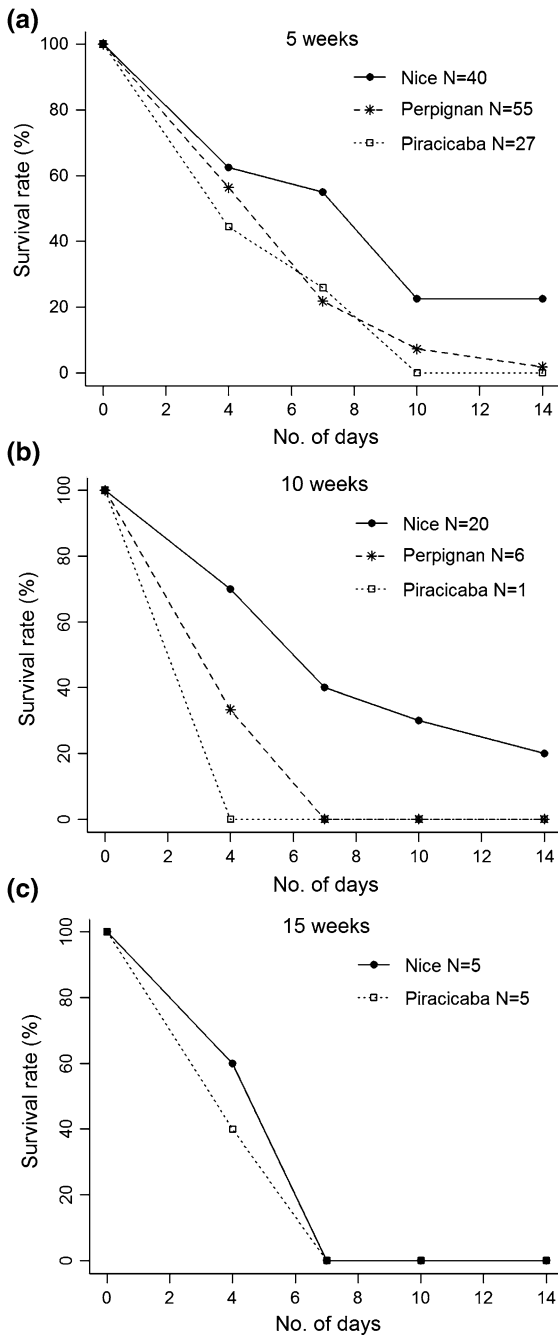 (a)
5 weeks
Nice N=40
Perpignan N=55
Piracicaba N=27
Survival rate (%)
100
80
60
40
20
0
0 2 4 6 8 10 12 14
No. of days
(b)
10 weeks
Nice N=20
Perpignan N=6
Piracicaba N=1
Survival rate (%)
100
80
60
40
20
0
0 2 4 6 8 10 12 14
No. of days
(c)
15 weeks
Nice N=5
Piracicaba N=5
Survival rate (%)
100
80
60
40
20
0
0 2 4 6 8 10 12 14
No. of days